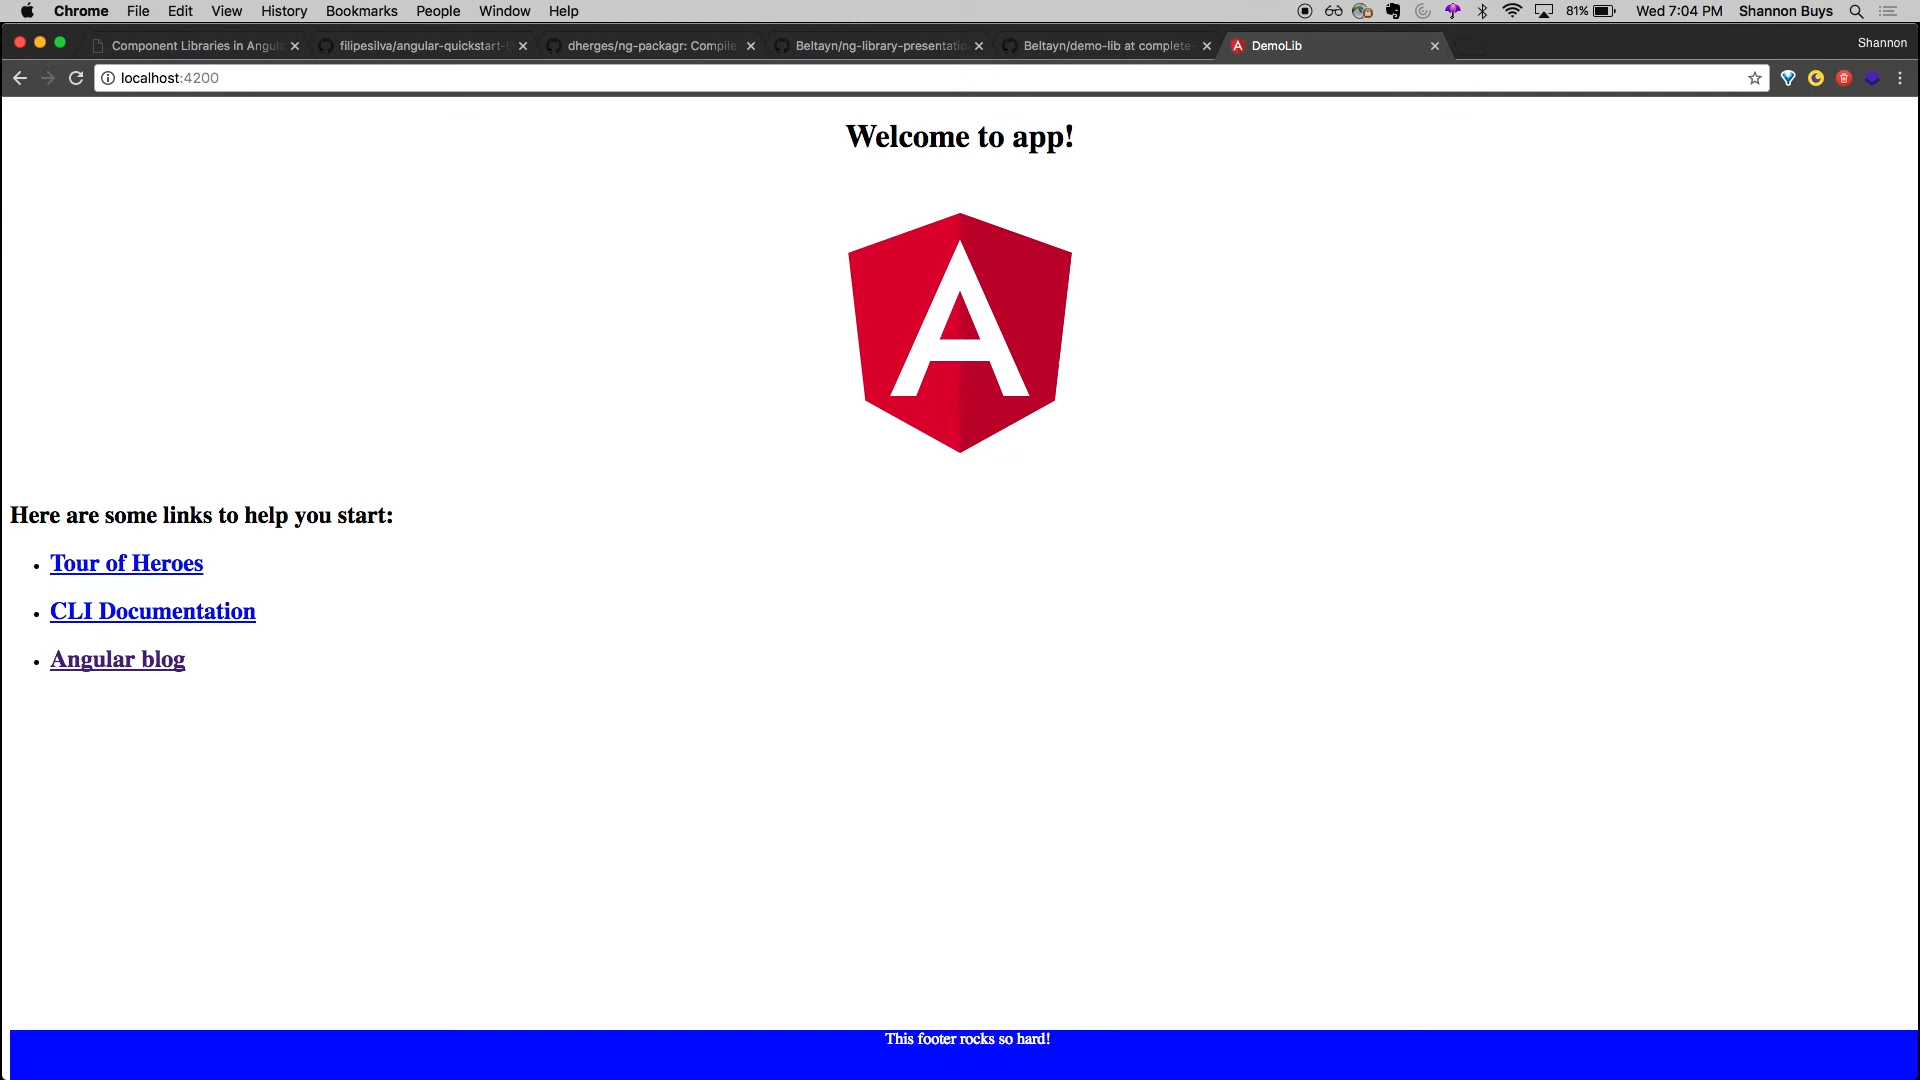 Chrome File Edit View History Bookmarks People Window Help 81% Wed 7:04 PM Shannon Buys
Component Libraries in Angula filipesilva/angular-quickstart-l dherges/ng-packagr: Compile Beltayn/ng-library-presentatio Beltayn/demo-lib at complete- DemoLib Shannon
localhost:4200
Welcome to app!
A
Here are some links to help you start:
Tour of Heroes
CLI Documentation
Angular blog
This footer rocks so hard!